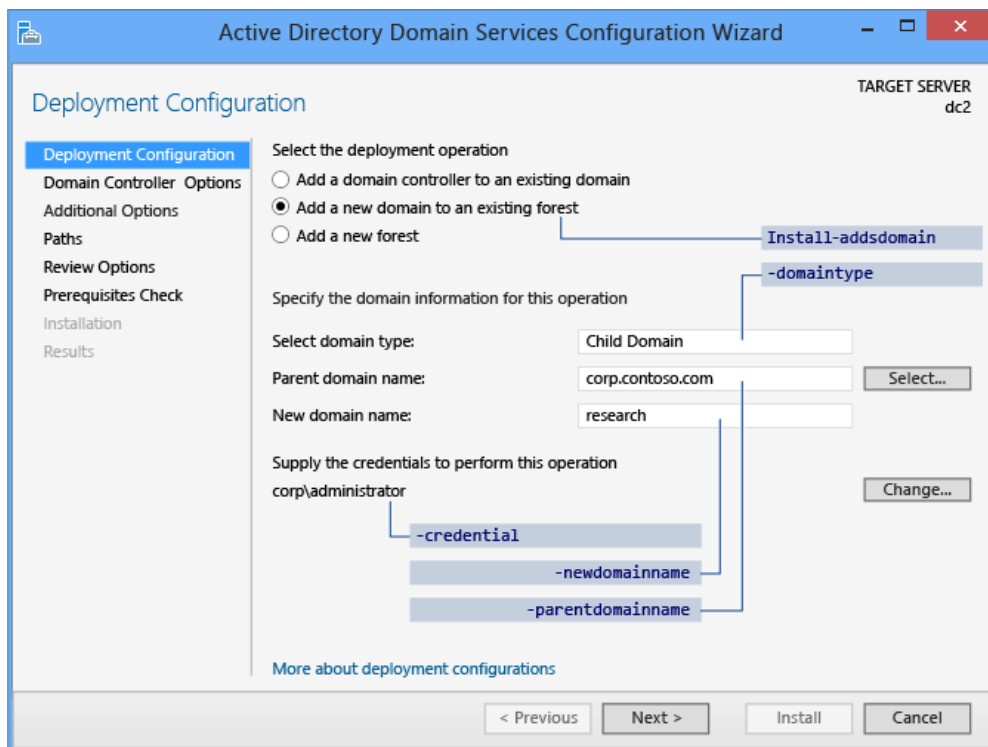 Active Directory Domain Services Configuration Wizard
Deployment Configuration
TARGET SERVER
dc2
Deployment Configuration
Domain Controller Options
Additional Options
Paths
Review Options
Prerequisites Check
Installation
Results
Select the deployment operation
Add a domain controller to an existing domain
Add a new domain to an existing forest
Add a new forest
Install-addsdomain
-domaintype
Specify the domain information for this operation
Select domain type: Child Domain
Parent domain name: corp.contoso.com Select...
New domain name: research
Supply the credentials to perform this operation
corp\administrator Change...
-credential
-newdomainname
-parentdomainname
More about deployment configurations
< Previous Next > Install Cancel